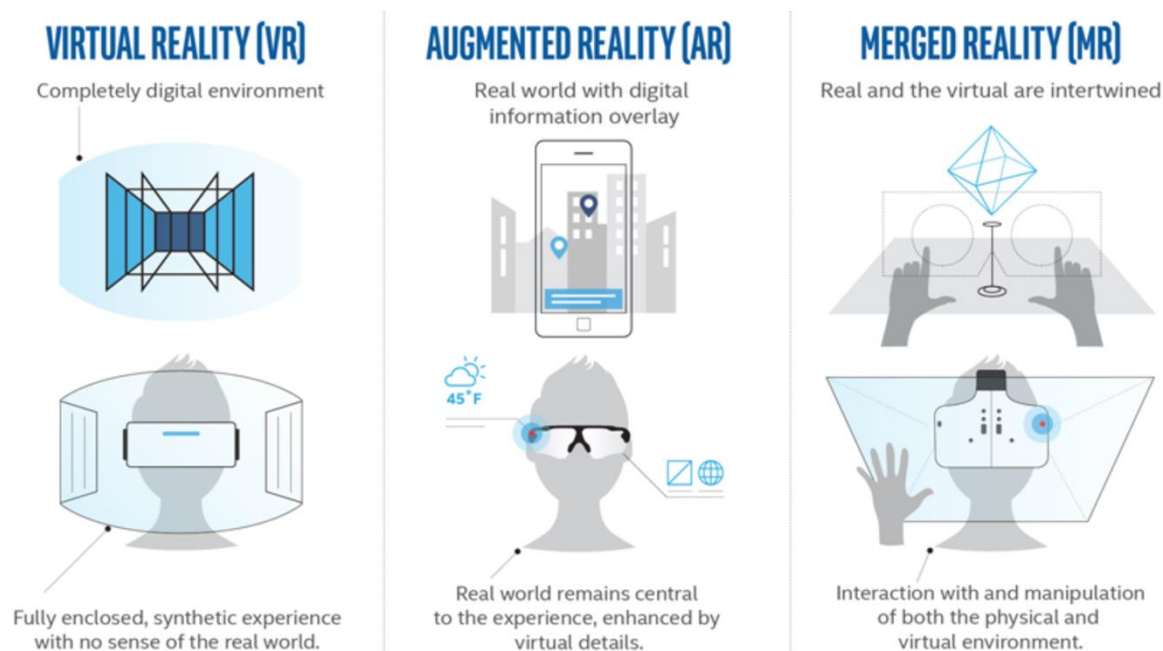 VIRTUAL REALITY (VR)
Completely digital environment
Fully enclosed, synthetic experience
with no sense of the real world.
AUGMENTED REALITY (AR)
Real world with digital
information overlay
45°F
Real world remains central
to the experience, enhanced by
virtual details.
MERGED REALITY (MR)
Real and the virtual are intertwined
Interaction with and manipulation
of both the physical and
virtual environment.